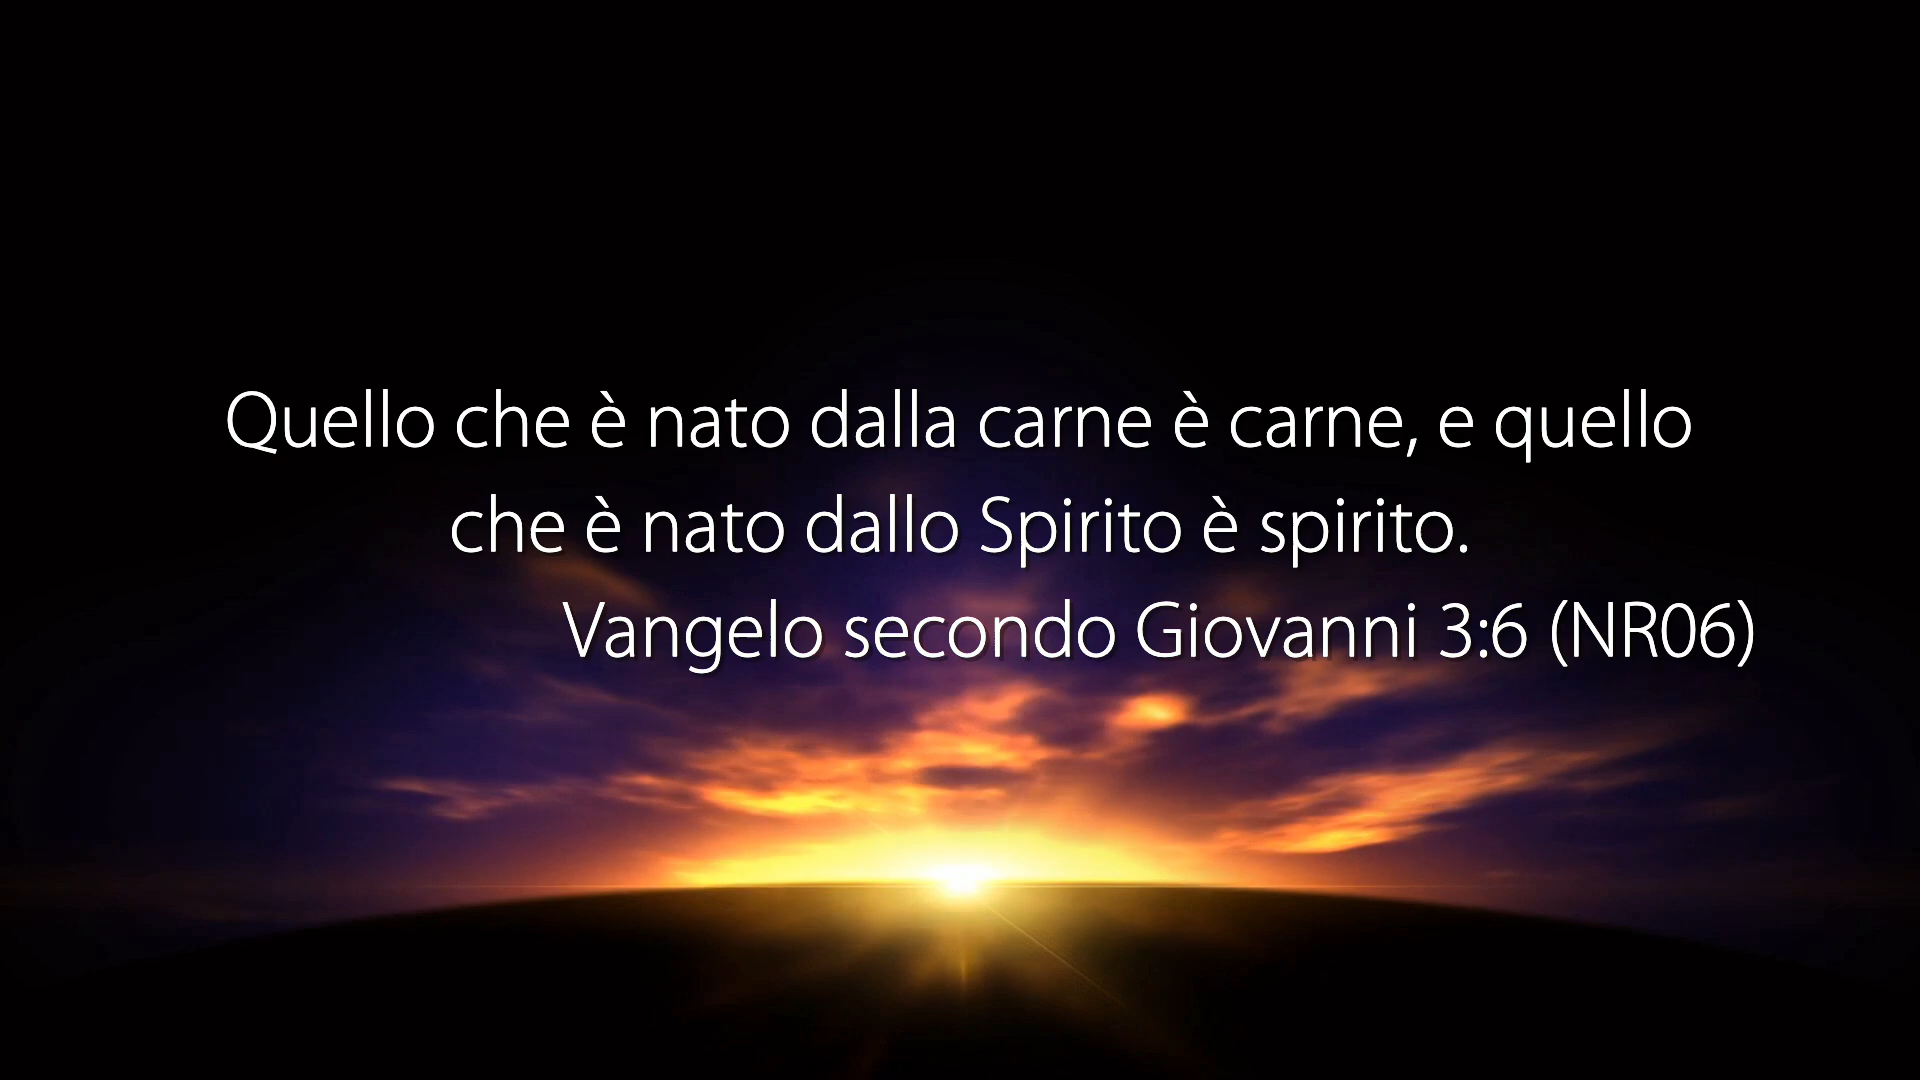 Quello che è nato dalla carne è carne, e quello
che è nato dallo Spirito è spirito.
Vangelo secondo Giovanni 3:6 (NR06)